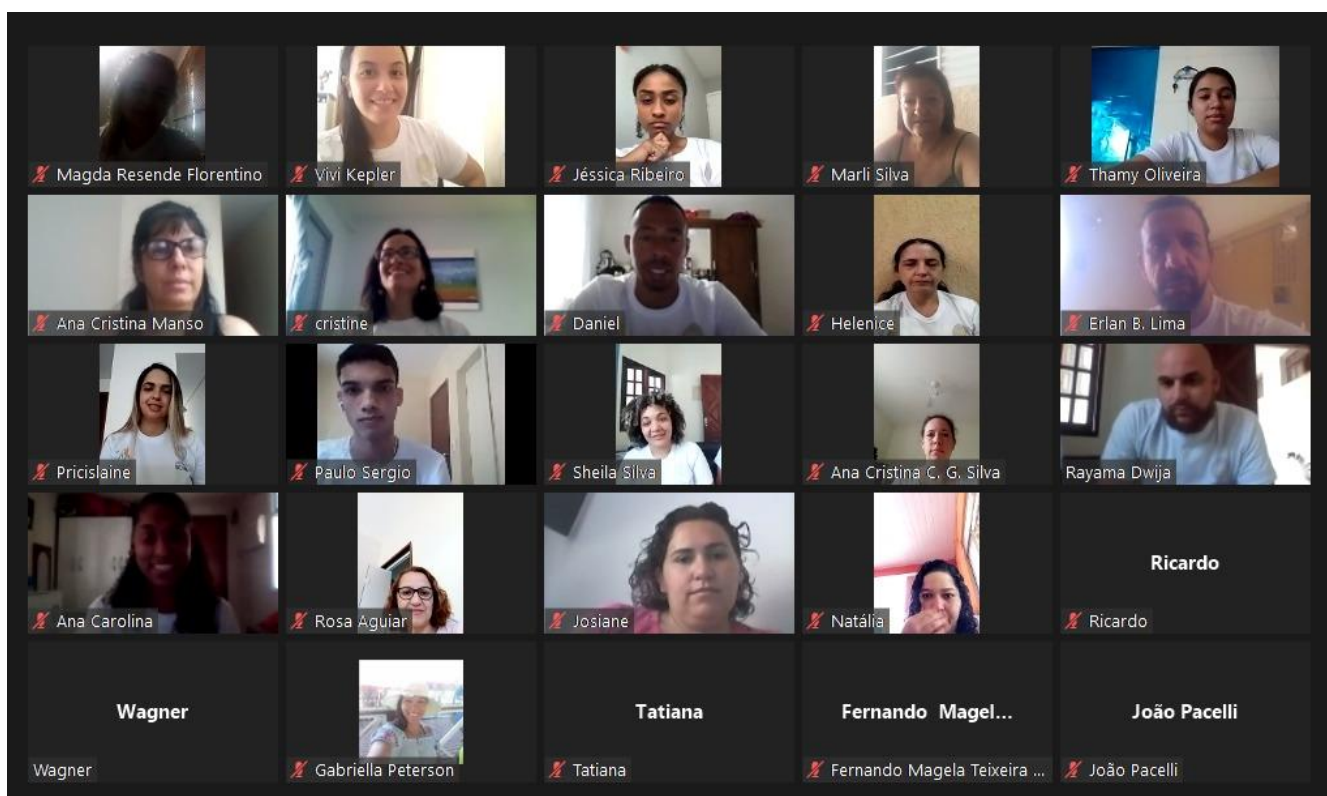 Magda Resende Florentino
Vivi Kepler
Jéssica Ribeiro
Marli Silva
Thamy Oliveira
Ana Cristina Manso
cristine
Daniel
Helenice
Erlan B. Lima
Pricislaine
Paulo Sergio
Sheila Silva
Ana Cristina C. G. Silva
Rayama Dwija
Ana Carolina
Rosa Aguiar
Josiane
Natália
Ricardo
Ricardo
Wagner
Wagner
Gabriella Peterson
Tatiana
Tatiana
Fernando Magel...
Fernando Magela Teixeira ...
João Pacelli
João Pacelli